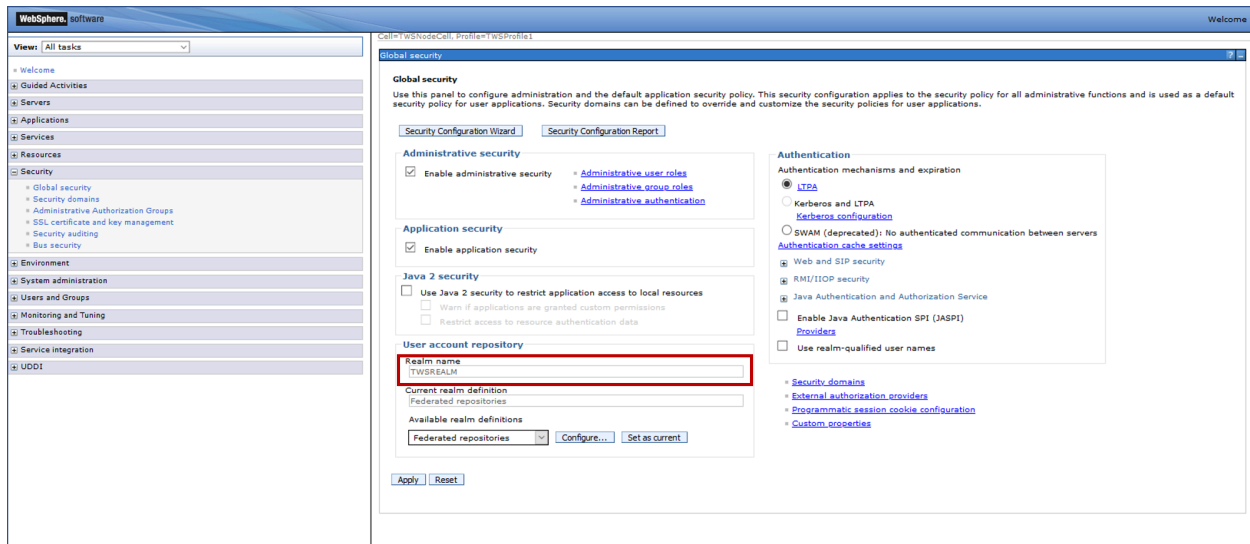 WebSphere. software
Welcome
View: All tasks
Welcome
Guided Activities
Servers
Applications
Services
Resources
Security
Global security
Security domains
Administrative Authorization Groups
SSL certificate and key management
Security auditing
Bus security
Environment
System administration
Users and Groups
Monitoring and Tuning
Troubleshooting
Service integration
UDDI
Cell=TWSNodeCell, Profile=TWSProfile1
Global security
? -
Global security
Use this panel to configure administration and the default application security policy. This security configuration applies to the security policy for all administrative functions and is used as a default
security policy for user applications. Security domains can be defined to override and customize the security policies for user applications.
Security Configuration Wizard
Security Configuration Report
Administrative security
Enable administrative security
Administrative user roles
Administrative group roles
Administrative authentication
Application security
Enable application security
Java 2 security
Use Java 2 security to restrict application access to local resources
Warn if applications are granted custom permissions
Restrict access to resource authentication data
User account repository
Realm name
TWSREALM
Current realm definition
Federated repositories
Available realm definitions
Federated repositories
Configure...
Set as current
Apply
Reset
Authentication
Authentication mechanisms and expiration
LTPA
Kerberos and LTPA
Kerberos configuration
SWAM (deprecated): No authenticated communication between servers
Authentication cache settings
Web and SIP security
RMI/IIOP security
Java Authentication and Authorization Service
Enable Java Authentication SPI (JASPI)
Providers
Use realm-qualified user names
Security domains
External authorization providers
Programmatic session cookie configuration
Custom properties